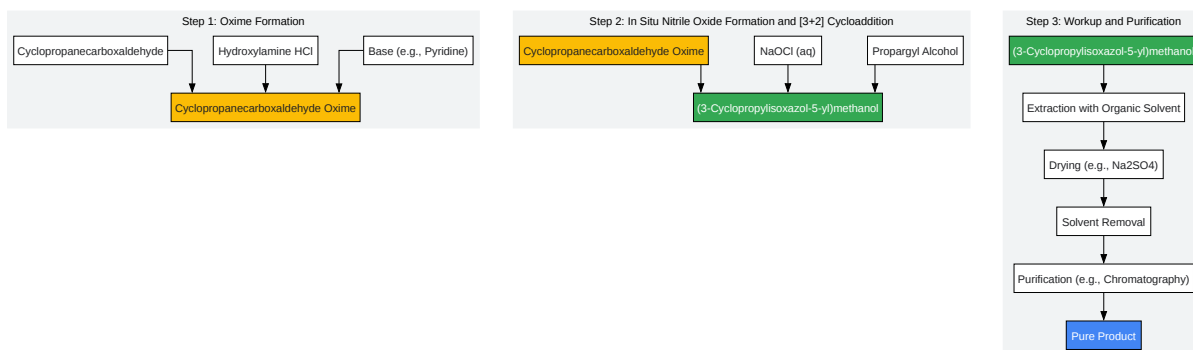 Step 1: Oxime Formation
Cyclopropanecarboxaldehyde
Hydroxylamine HCl
Base (e.g., Pyridine)
Cyclopropanecarboxaldehyde Oxime
Step 2: In Situ Nitrile Oxide Formation and [3+2] Cycloaddition
Cyclopropanecarboxaldehyde Oxime
NaOCl (aq)
Propargyl Alcohol
(3-Cyclopropylisoxazol-5-yl)methanol
Step 3: Workup and Purification
(3-Cyclopropylisoxazol-5-yl)methanol
Extraction with Organic Solvent
Drying (e.g., Na2SO4)
Solvent Removal
Purification (e.g., Chromatography)
Pure Product